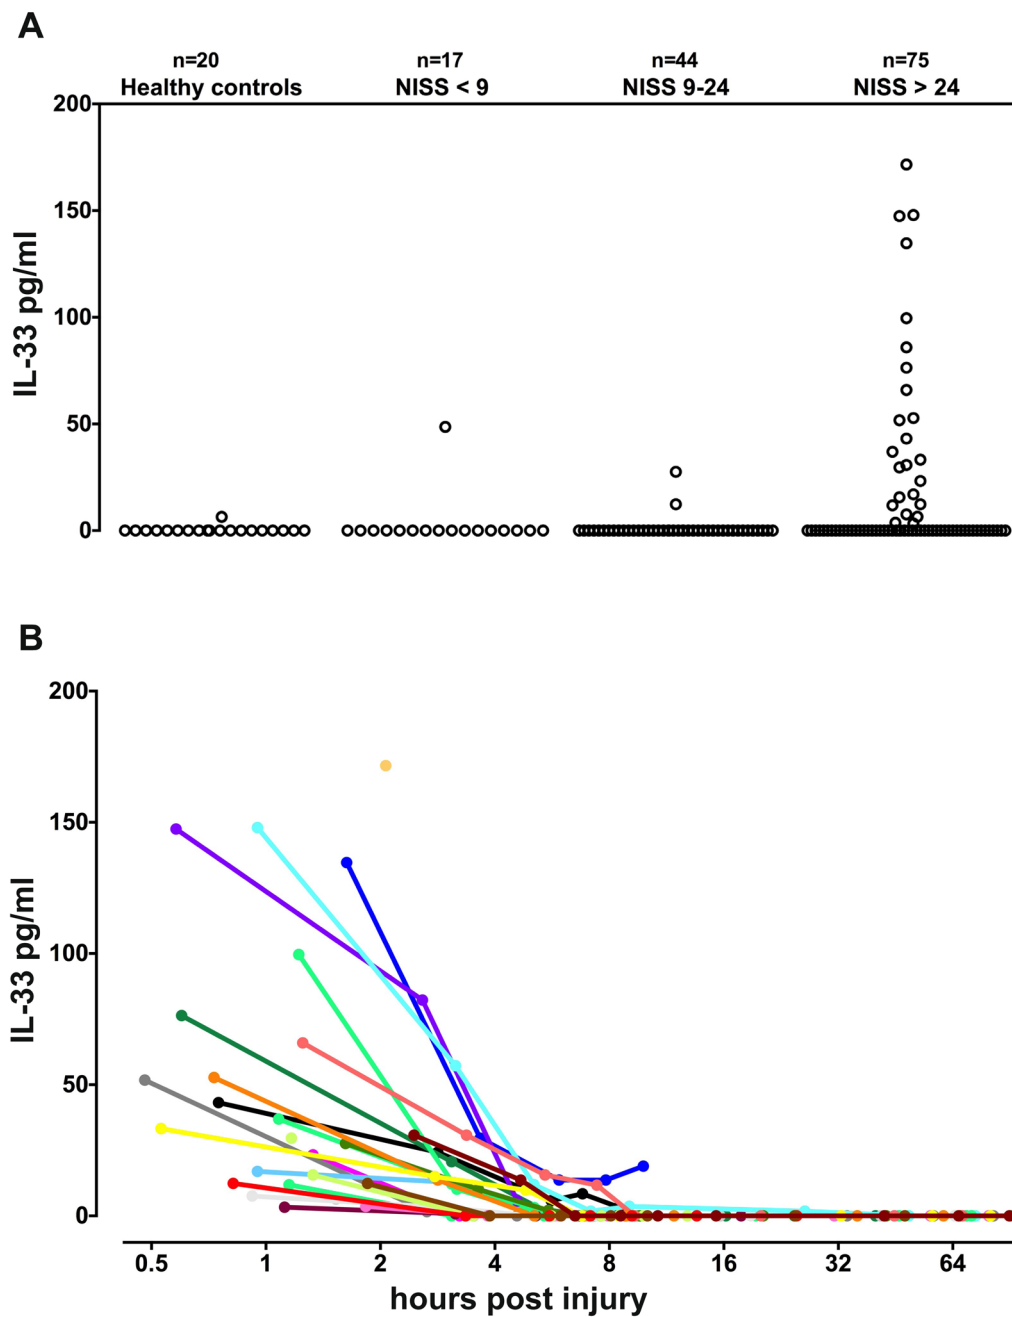 A
n=20 n=17 n=44 n=75
Healthy controls NISS < 9 NISS 9-24 NISS > 24
200
150
100
50
0
IL-33 pg/ml
B
200
150
100
50
0
IL-33 pg/ml
0.5 1 2 4 8 16 32 64
hours post injury